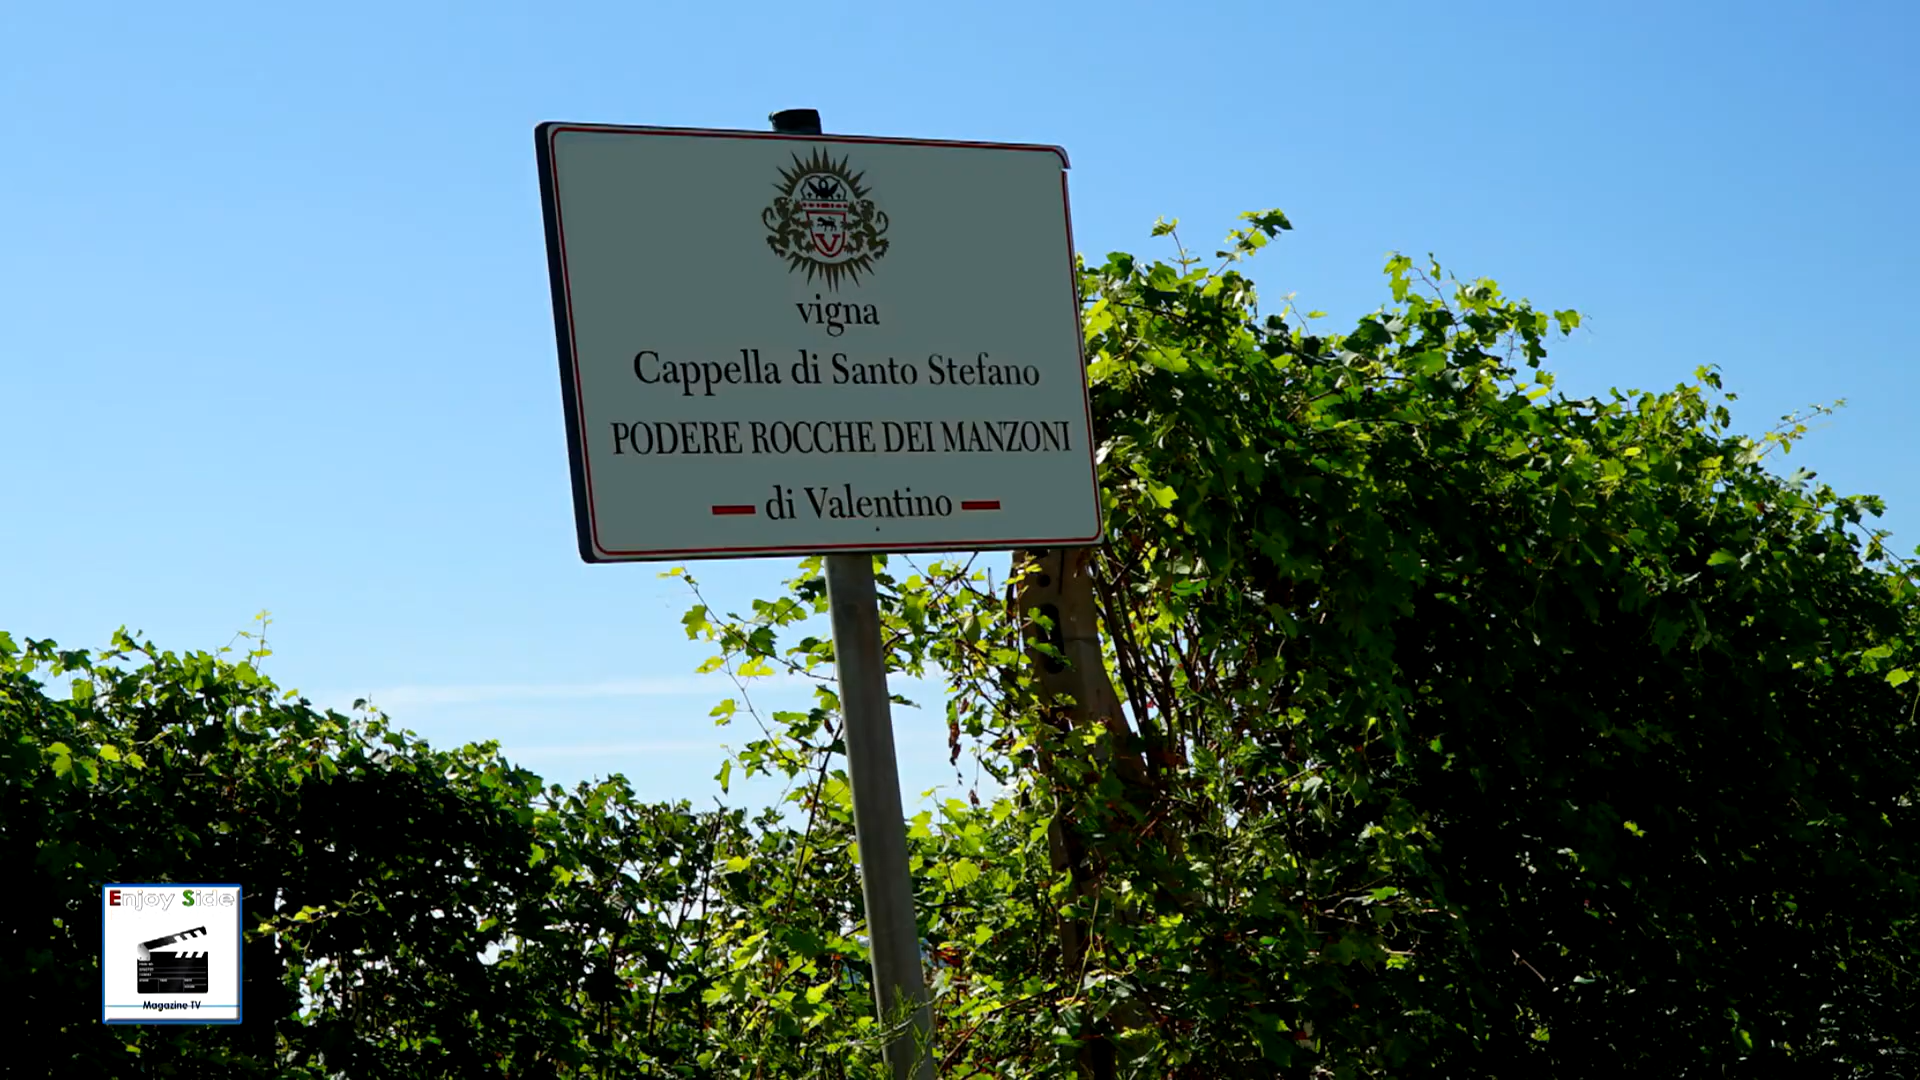 vigna
Cappella di Santo Stefano
PODERE ROCCHE DEI MANZONI
di Valentino
Enjoy Side
Magazine TV